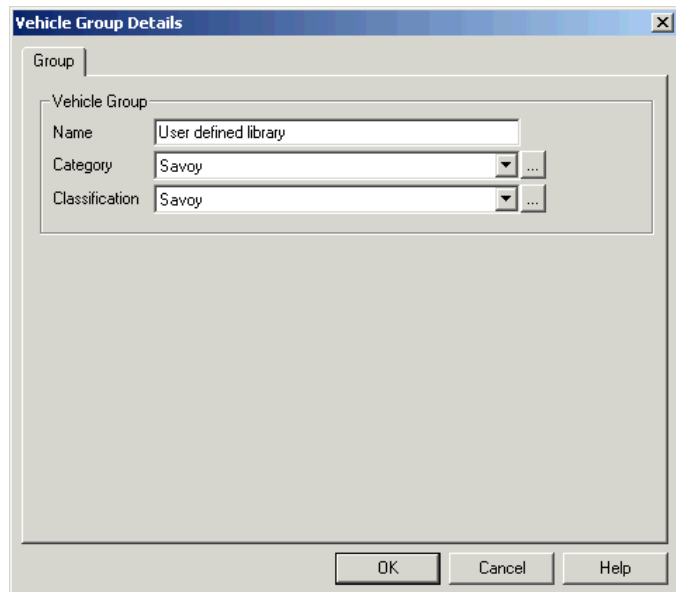 Vehicle Group Details
Group
Vehicle Group
Name User defined library
Category Savoy ...
Classification Savoy ...
OK Cancel Help